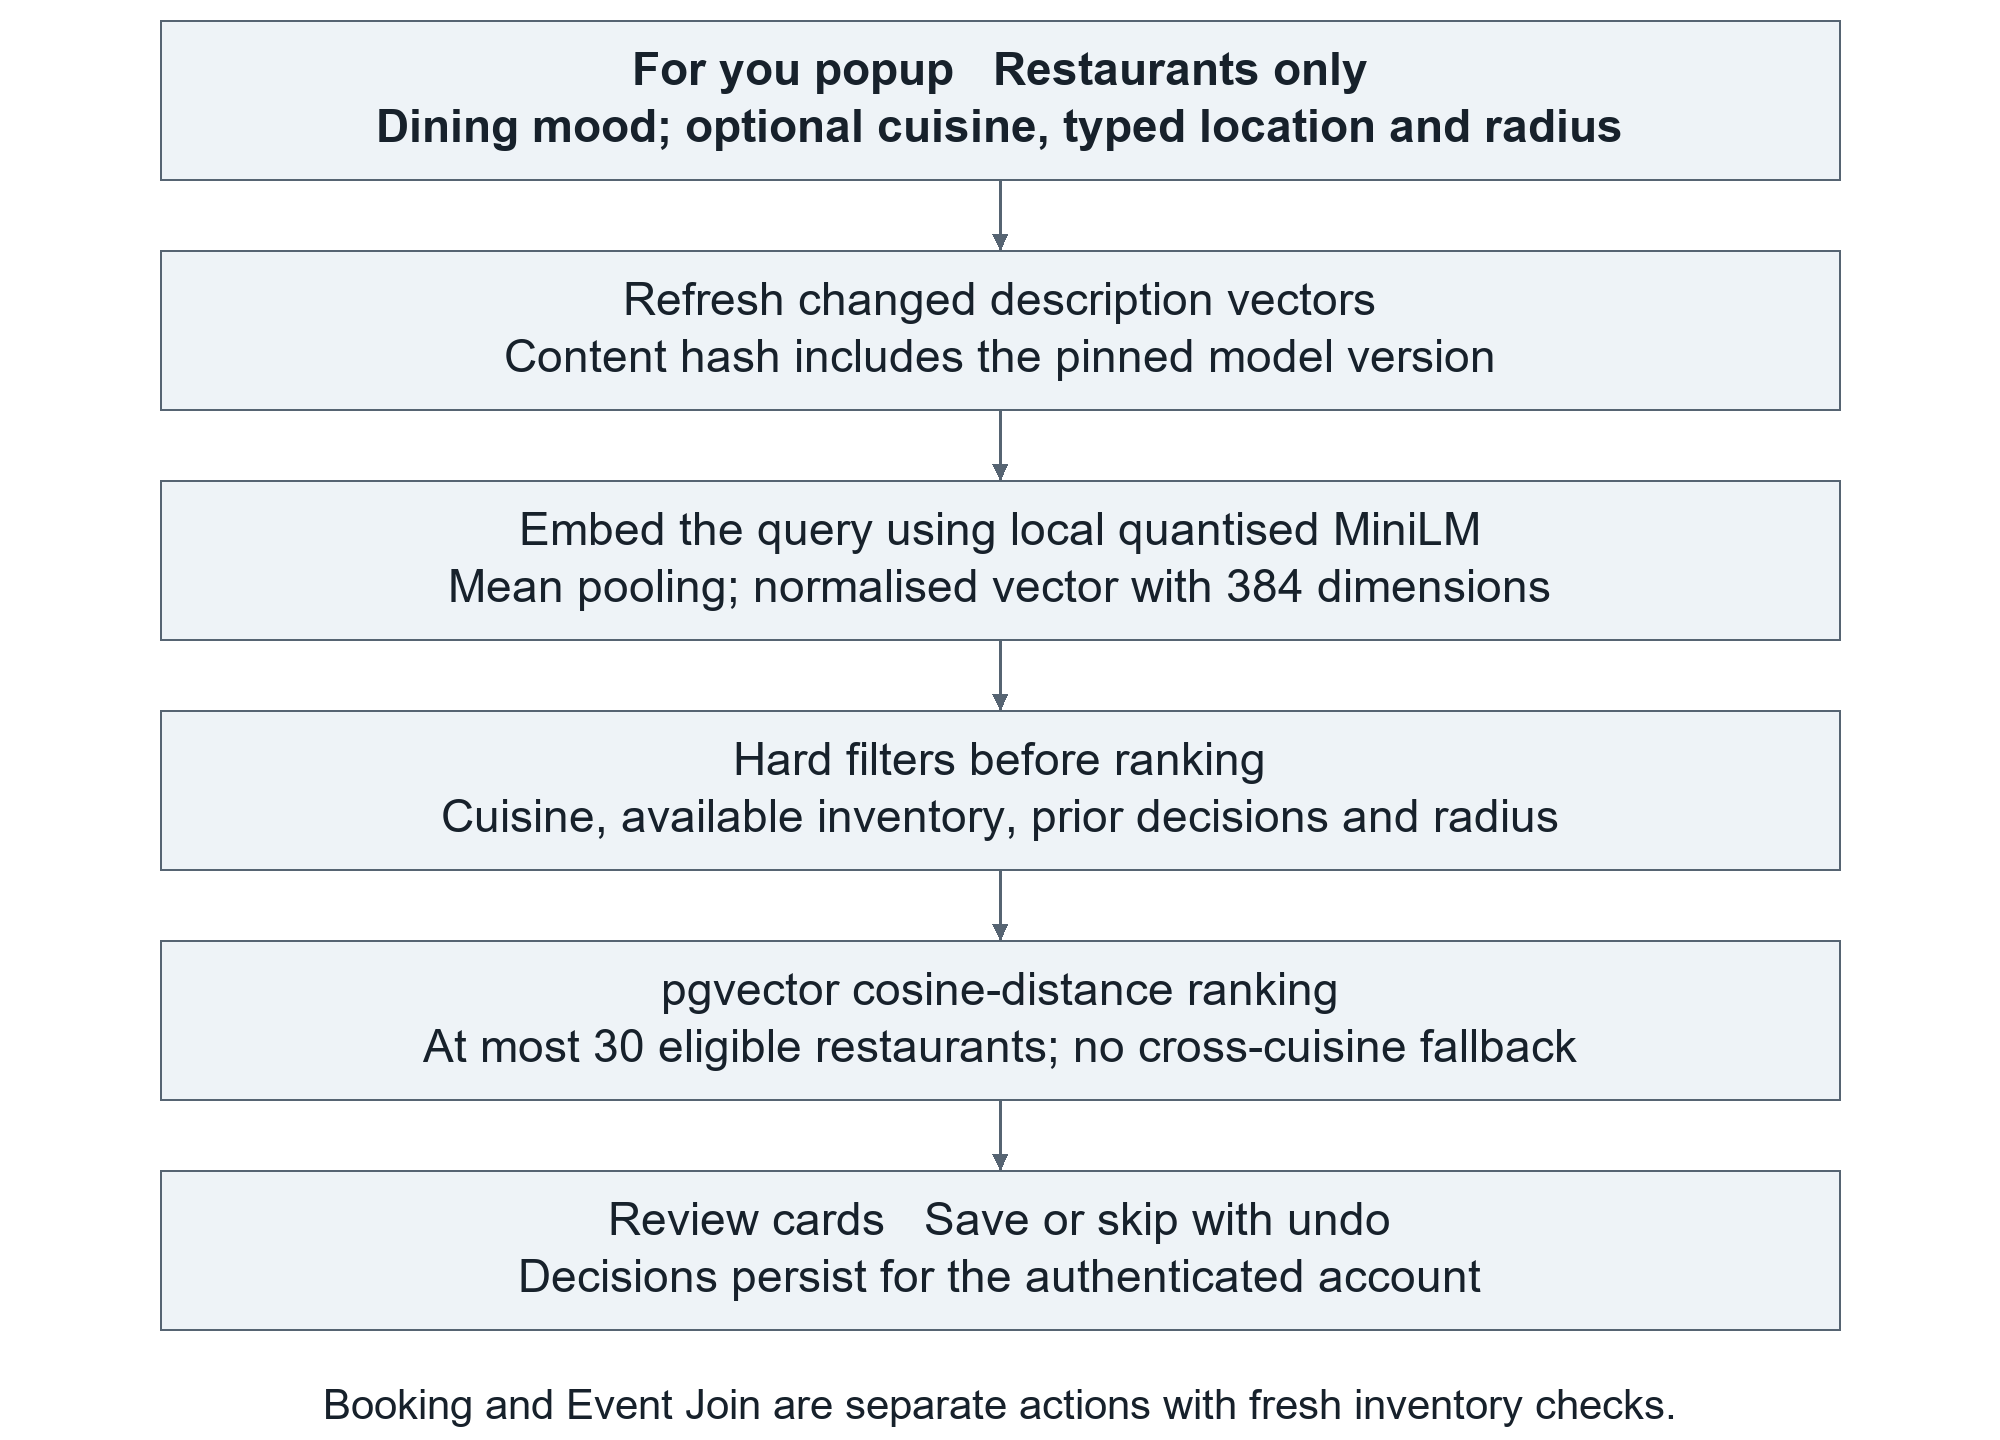 For you popup   Restaurants only
Dining mood; optional cuisine, typed location and radius
Refresh changed description vectors
Content hash includes the pinned model version
Embed the query using local quantised MiniLM
Mean pooling; normalised vector with 384 dimensions
Hard filters before ranking
Cuisine, available inventory, prior decisions and radius
pgvector cosine-distance ranking
At most 30 eligible restaurants; no cross-cuisine fallback
Review cards   Save or skip with undo
Decisions persist for the authenticated account
Booking and Event Join are separate actions with fresh inventory checks.